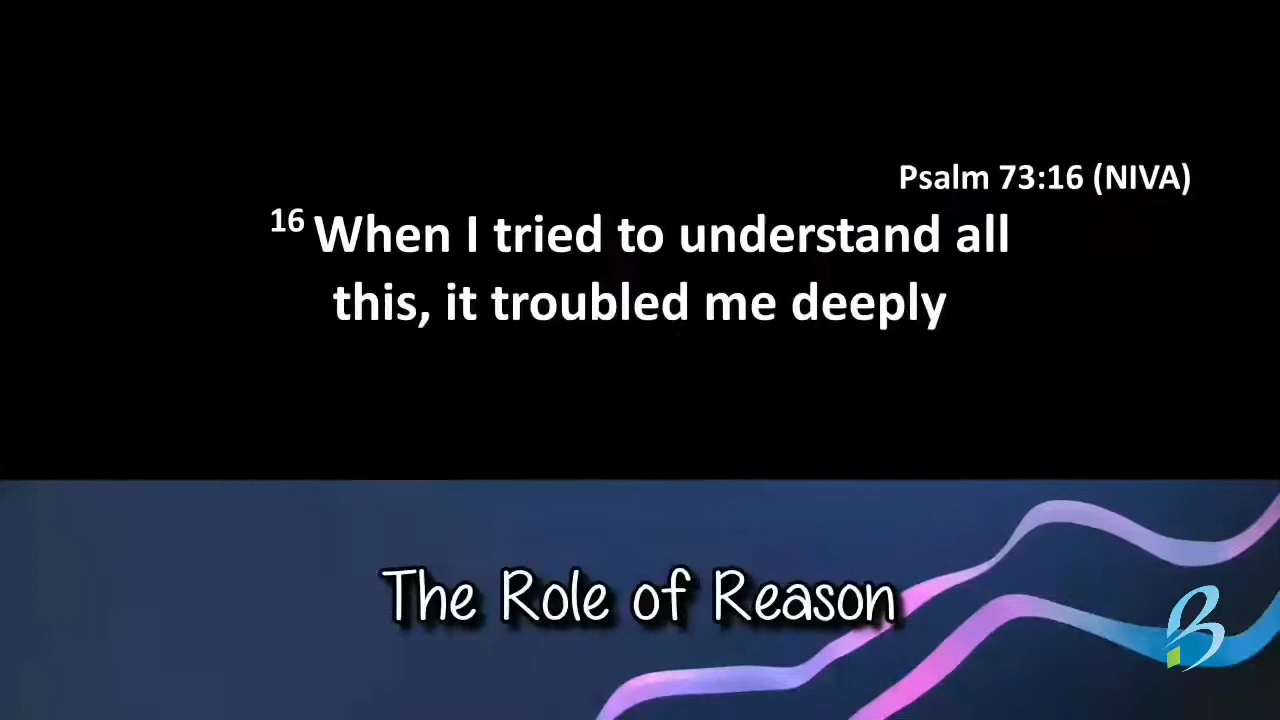 Psalm 73:16 (NIVA)
16 When I tried to understand all
this, it troubled me deeply
The Role of Reason
B